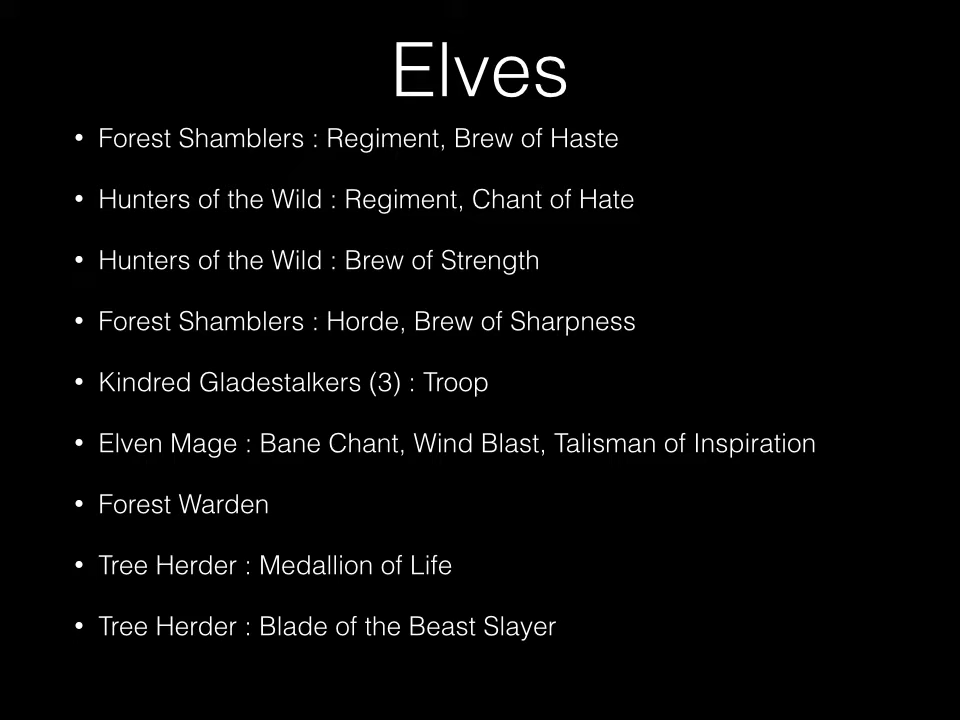 Elves
• Forest Shamblers : Regiment, Brew of Haste
• Hunters of the Wild : Regiment, Chant of Hate
• Hunters of the Wild : Brew of Strength
• Forest Shamblers : Horde, Brew of Sharpness
• Kindred Gladestalkers (3) : Troop
• Elven Mage : Bane Chant, Wind Blast, Talisman of Inspiration
• Forest Warden
• Tree Herder : Medallion of Life
• Tree Herder : Blade of the Beast Slayer